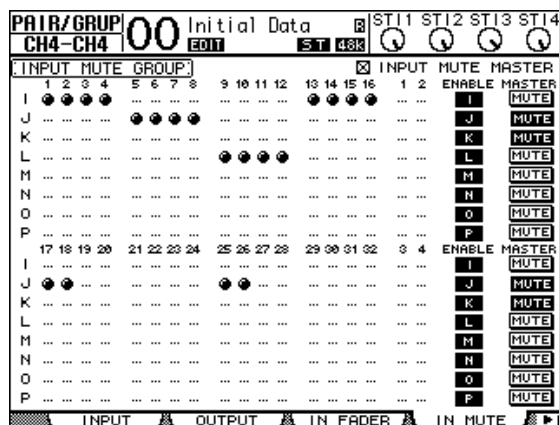 PAIR/GRUP 00 Initial Data STI1 STI2 STI3 STI4
CH4-CH4 EDIT ST 48k
INPUT MUTE GROUP INPUT MUTE MASTER
1 2 3 4 5 6 7 8 9 10 11 12 13 14 15 16 1 2 ENABLE MASTER
I I MUTE
J J MUTE
K K MUTE
L L MUTE
M M MUTE
N N MUTE
O O MUTE
P P MUTE
17 18 19 20 21 22 23 24 25 26 27 28 29 30 31 32 3 4 ENABLE MASTER
I I MUTE
J J MUTE
K K MUTE
L L MUTE
M M MUTE
N N MUTE
O O MUTE
P P MUTE
INPUT OUTPUT IN FADER IN MUTE